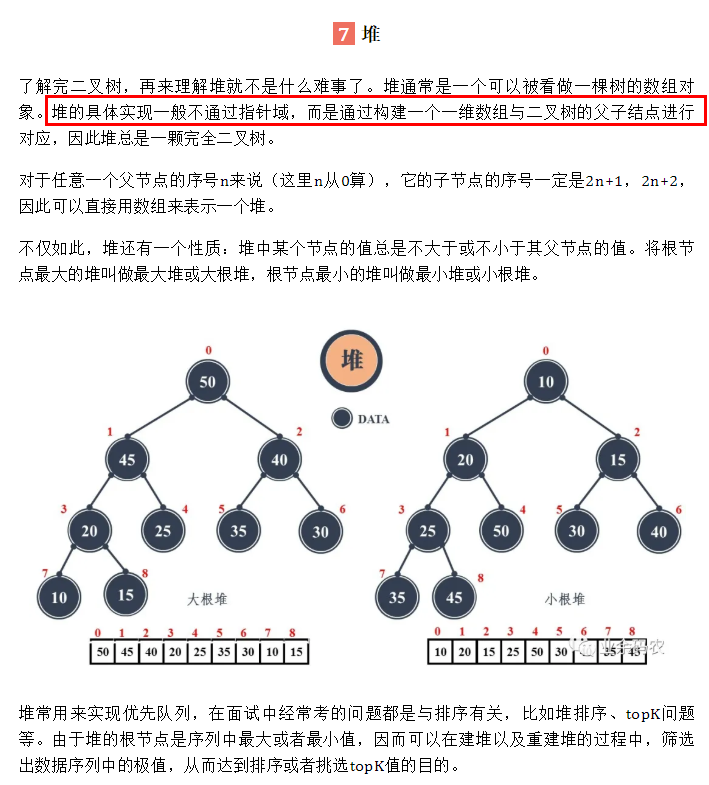 7 堆
了解完二叉树，再来理解堆就不是什么难事了。堆通常是一个可以被看做一棵树的数组对
象。堆的具体实现一般不通过指针域，而是通过构建一个一维数组与二叉树的父子结点进行
对应，因此堆总是一颗完全二叉树。
对于任意一个父节点的序号n来说（这里n从0算），它的子节点的序号一定是2n+1，2n+2，
因此可以直接用数组来表示一个堆。
不仅如此，堆还有一个性质：堆中某个节点的值总是不大于或不小于其父节点的值。将根节
点最大的堆叫做最大堆或大根堆，根节点最小的堆叫做最小堆或小根堆。
堆
DATA
0
50
1 2
45 40
3 4 5 6
20 25 35 30
7 8
10 15
大根堆
0 1 2 3 4 5 6 7 8
50 45 40 20 25 35 30 10 15
0
10
1 2
20 15
3 4 5 6
25 50 30 40
7 8
35 45
小根堆
0 1 2 3 4 5 6 7 8
10 20 15 25 50 30 35 45
业余码农
堆常用来实现优先队列，在面试中经常考的问题都是与排序有关，比如堆排序、topK问题
等。由于堆的根节点是序列中最大或者最小值，因而可以在建堆以及重建堆的过程中，筛选
出数据序列中的极值，从而达到排序或者挑选topK值的目的。